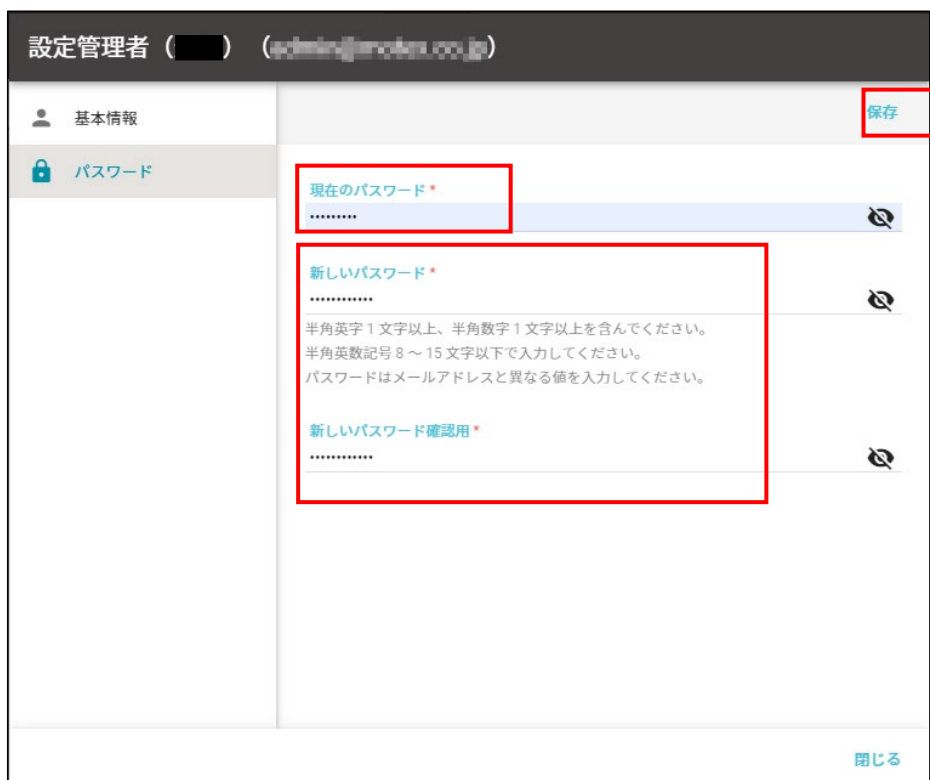 設定管理者（ ）（ ）
保存
基本情報
パスワード
現在のパスワード *
•••••••••
新しいパスワード *
••••••••••••
半角英字１文字以上、半角数字１文字以上を含んでください。
半角英数記号８～15文字以下で入力してください。
パスワードはメールアドレスと異なる値を入力してください。
新しいパスワード確認用 *
••••••••••••
閉じる